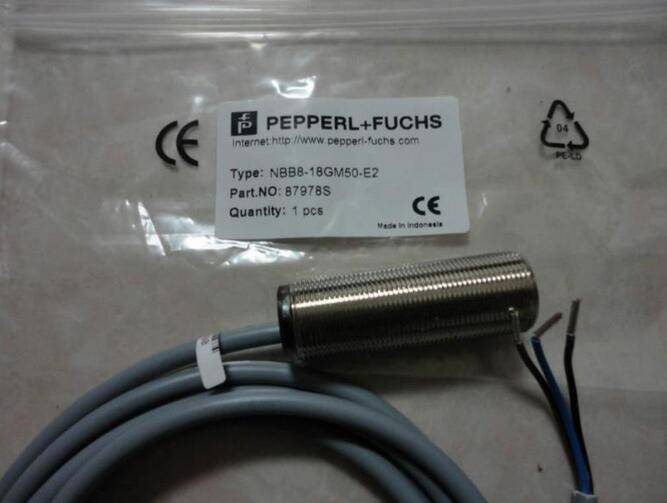 PEPPERL+FUCHS
Internet:http://www.pepperl-fuchs.com
Type: NBB8-18GM50-E2
Part.NO: 87978S
Quantity: 1 pcs
CE
Made in Indonesia
CE
04
PE-LD